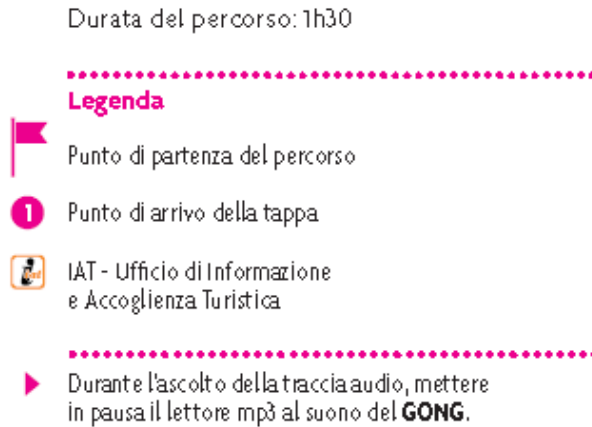 Durata del percorso: 1h30
Legenda
Punto di partenza del percorso
1 Punto di arrivo della tappa
IAT - Ufficio di Informazione
e Accoglienza Turistica
Durante l'ascolto della traccia audio, mettere
in pausa il lettore mp3 al suono del GONG.